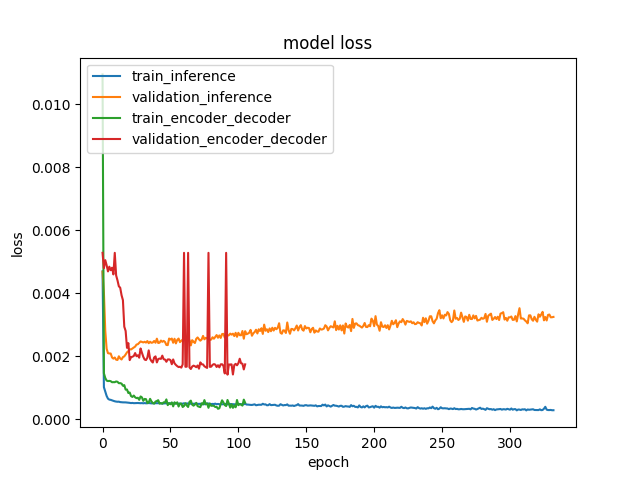 model loss
train_inference
validation_inference
train_encoder_decoder
validation_encoder_decoder
0.010
0.008
0.006
0.004
0.002
0.000
loss
0 50 100 150 200 250 300
epoch